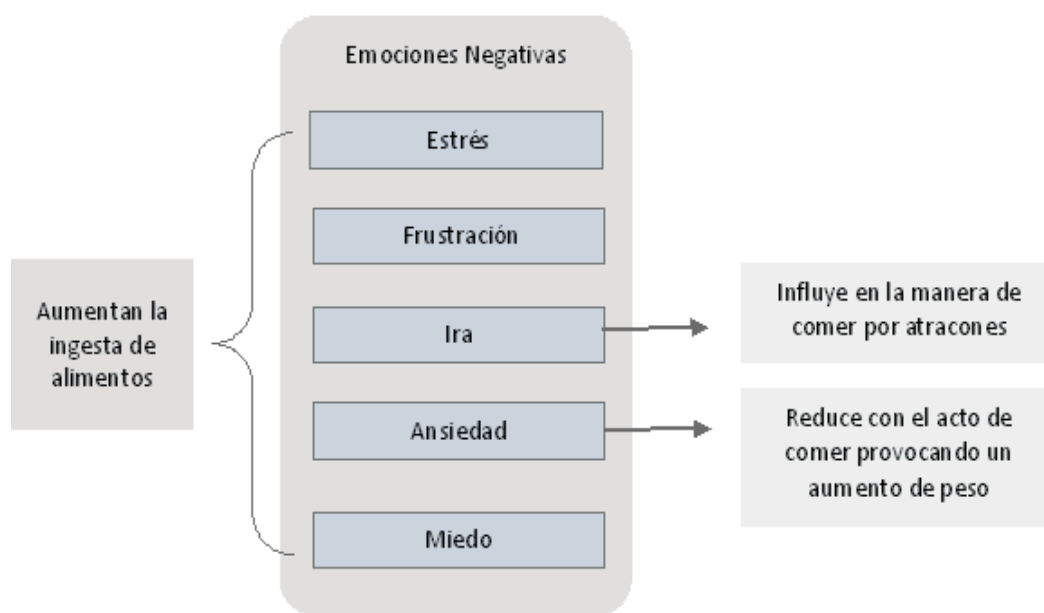 Emociones Negativas
Estrés
Frustración
Ira
Ansiedad
Miedo
Aumentan la
ingesta de
alimentos
Influye en la manera de
comer por atracones
Reduce con el acto de
comer provocando un
aumento de peso